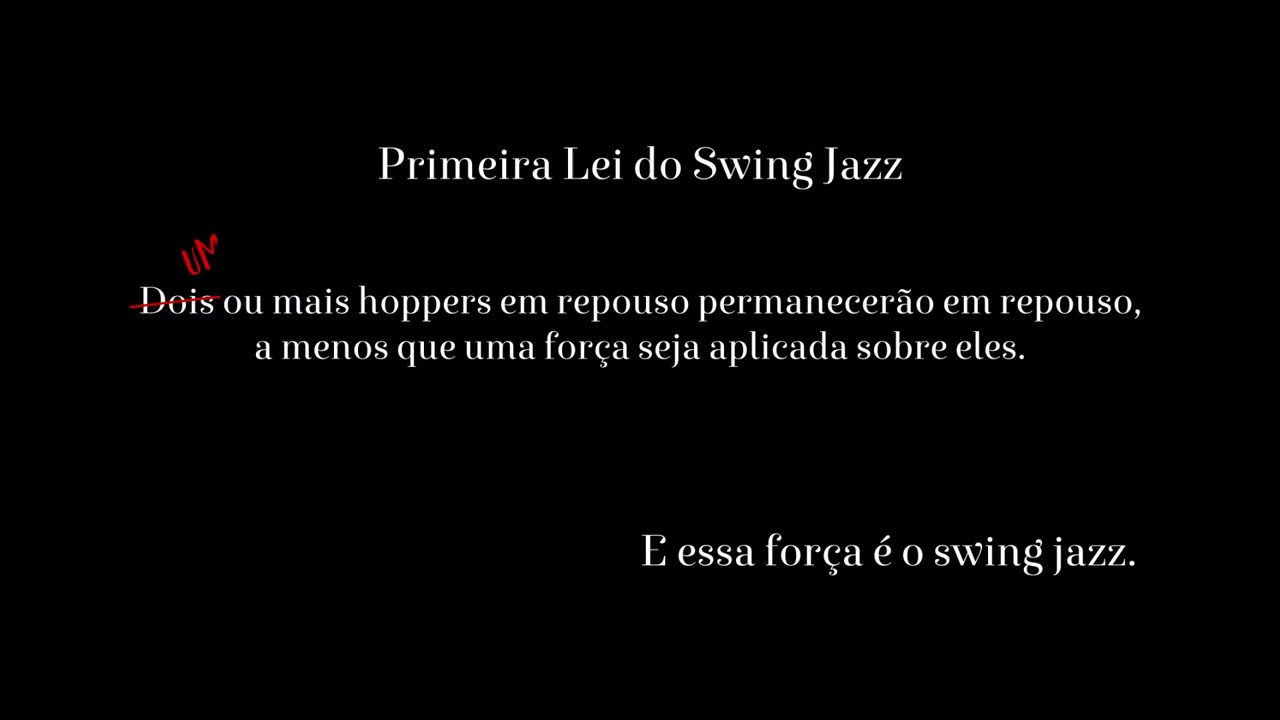 Primeira Lei do Swing Jazz
UM
Dois ou mais hoppers em repouso permanecerão em repouso,
a menos que uma força seja aplicada sobre eles.
E essa força é o swing jazz.